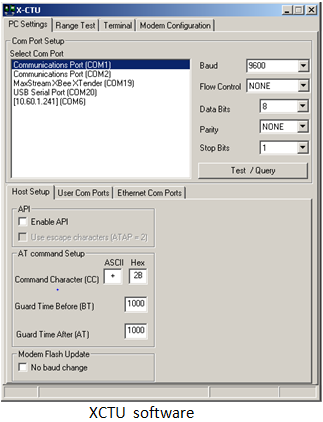 X-CTU
PC Settings Range Test Terminal Modem Configuration
Com Port Setup
Select Com Port
Communications Port (COM1)
Communications Port (COM2)
MaxStream XBee XTender (COM19)
USB Serial Port (COM20)
[10.60.1.241] (COM6)
Baud 9600
Flow Control NONE
Data Bits 8
Parity NONE
Stop Bits 1
Test / Query
Host Setup User Com Ports Ethernet Com Ports
API
Enable API
Use escape characters (ATAP = 2)
AT command Setup
ASCII Hex
Command Character (CC) + 2B
Guard Time Before (BT) 1000
Guard Time After (AT) 1000
Modem Flash Update
No baud change
XCTU software